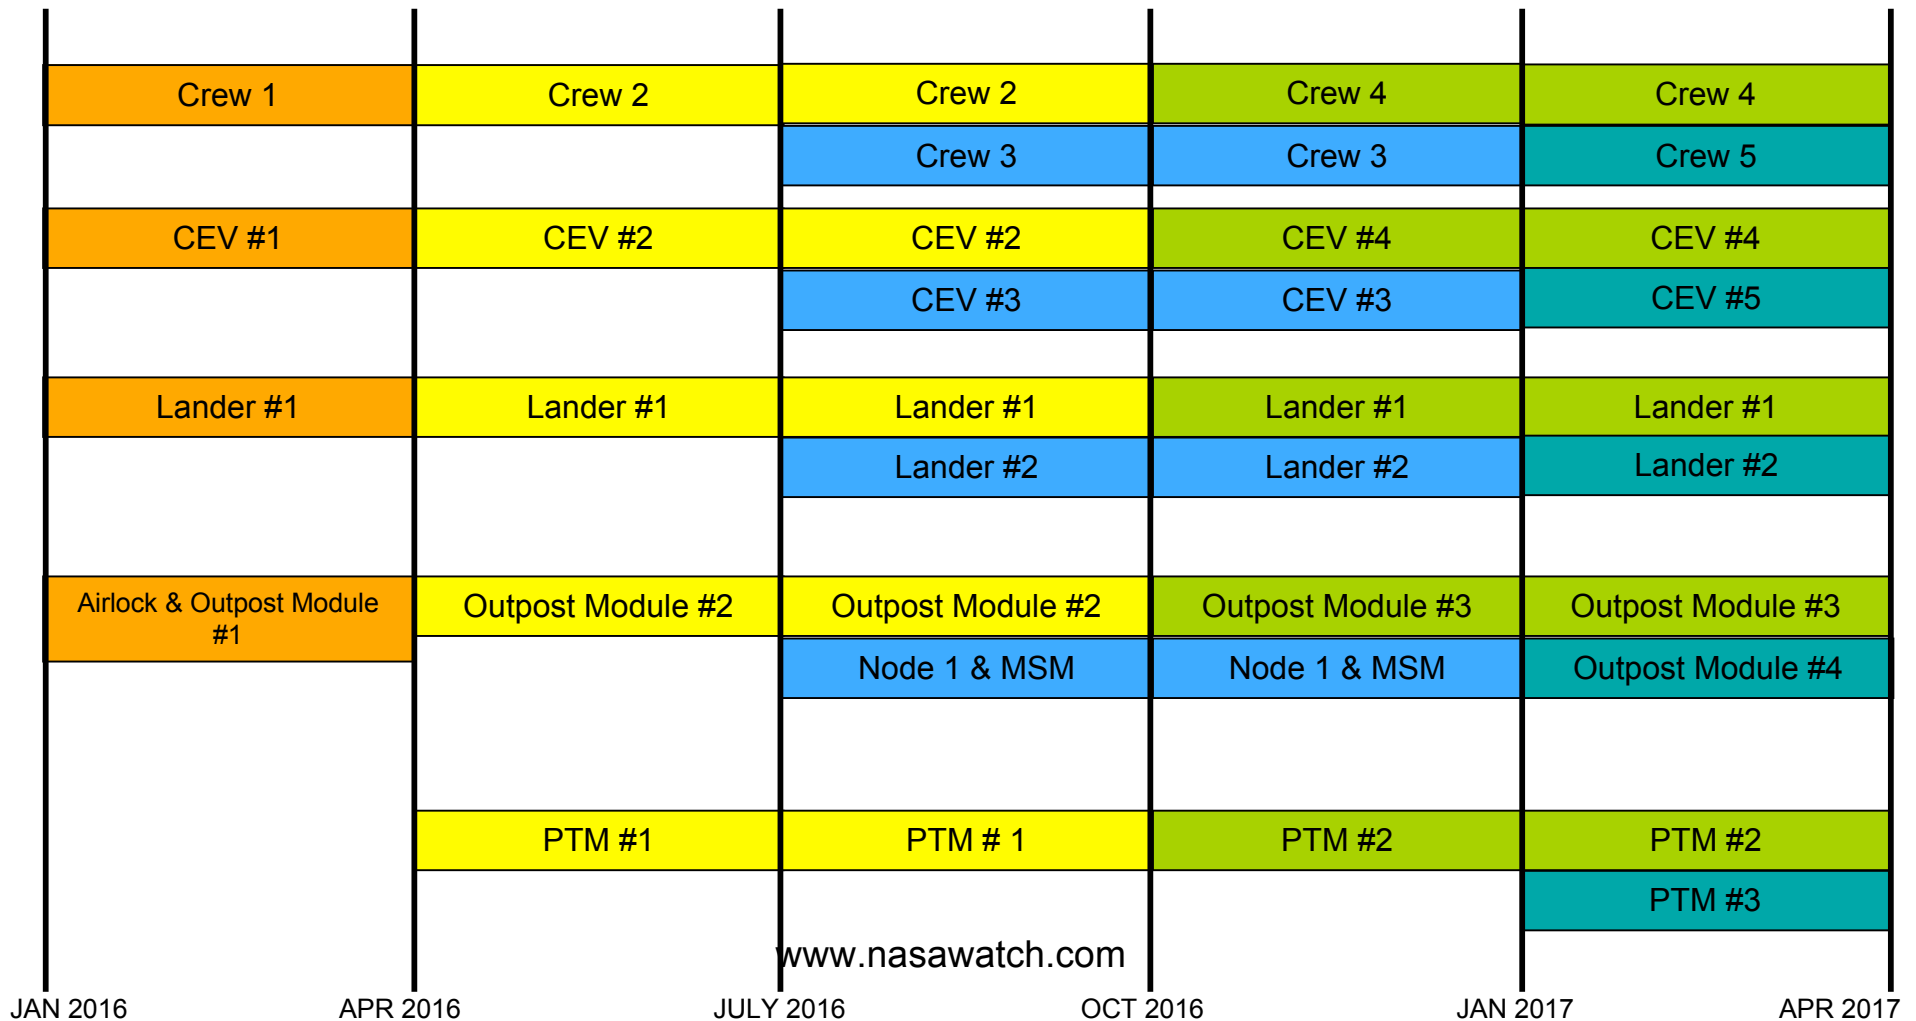 Crew 1 Crew 2 Crew 2 Crew 4 Crew 4
Crew 3 Crew 3 Crew 5
CEV #1 CEV #2 CEV #2 CEV #4 CEV #4
CEV #3 CEV #3 CEV #5
Lander #1 Lander #1 Lander #1 Lander #1 Lander #1
Lander #2 Lander #2 Lander #2
Airlock & Outpost Module
#1
Outpost Module #2 Outpost Module #2 Outpost Module #3 Outpost Module #3
Node 1 & MSM Node 1 & MSM Outpost Module #4
PTM #1 PTM # 1 PTM #2 PTM #2
PTM #3
www.nasawatch.com
JAN 2016 APR 2016 JULY 2016 OCT 2016 JAN 2017 APR 2017